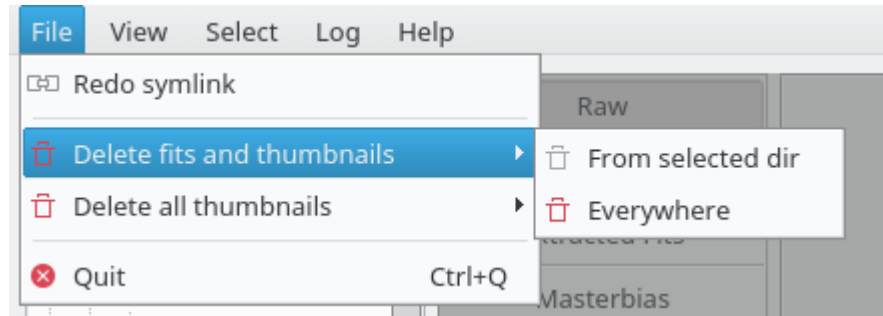 File View Select Log Help
Redo symlink
Raw
Delete fits and thumbnails
From selected dir
Delete all thumbnails
Everywhere
Quit Ctrl+Q
Masterbias